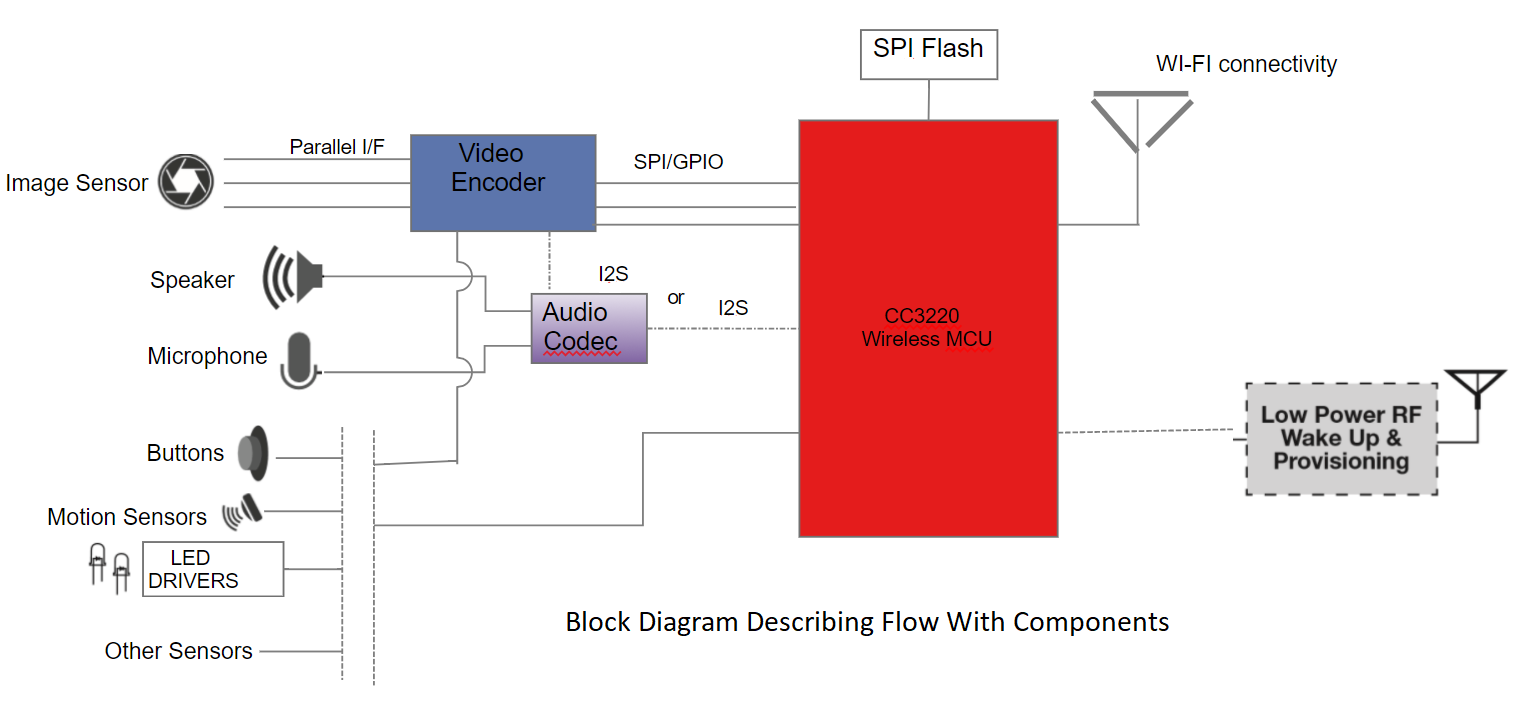 SPI Flash
WI-FI connectivity
Parallel I/F
Video
Encoder
SPI/GPIO
Image Sensor
Speaker
I2S
or
I2S
Audio
Codec
CC3220
Wireless MCU
Microphone
Low Power RF
Wake Up &
Provisioning
Buttons
Motion Sensors
LED
DRIVERS
Other Sensors
Block Diagram Describing Flow With Components